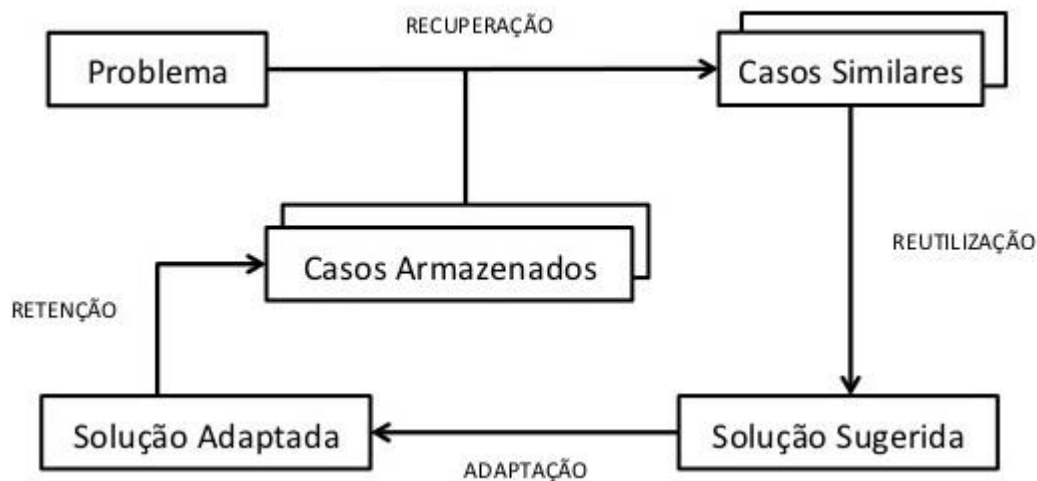 RECUPERAÇÃO
Problema
Casos Similares
REUTILIZAÇÃO
Casos Armazenados
RETENÇÃO
Solução Adaptada
Solução Sugerida
ADAPTAÇÃO